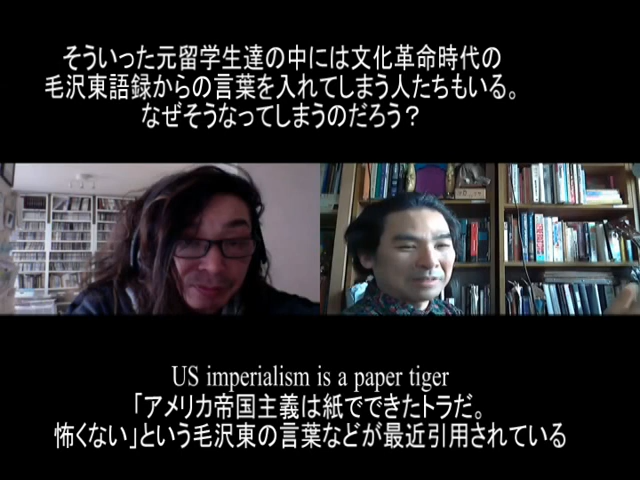 そういった元留学生達の中には文化革命時代の
毛沢東語録からの言葉を入れてしまう人たちもいる。
なぜそうなってしまうのだろう？
US imperialism is a paper tiger
「アメリカ帝国主義は紙でできたトラだ。
怖くない」という毛沢東の言葉などが最近引用されている